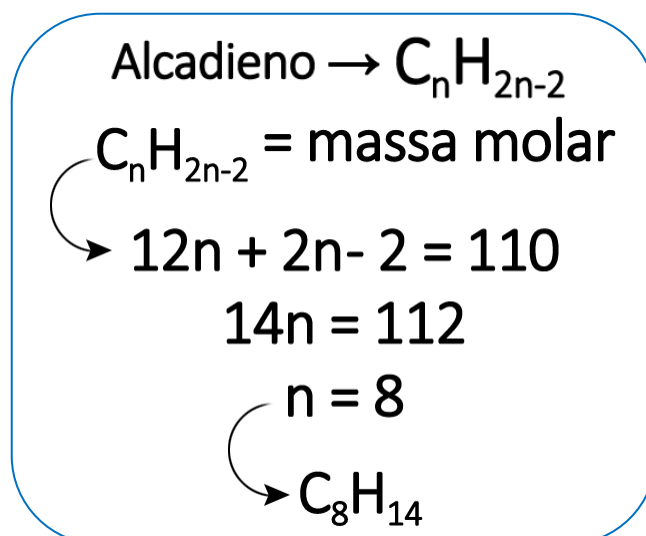 Alcadieno → CₙH₂ₙ₋₂
CₙH₂ₙ₋₂ = massa molar
12n + 2n- 2 = 110
14n = 112
n = 8
C₈H₁₄